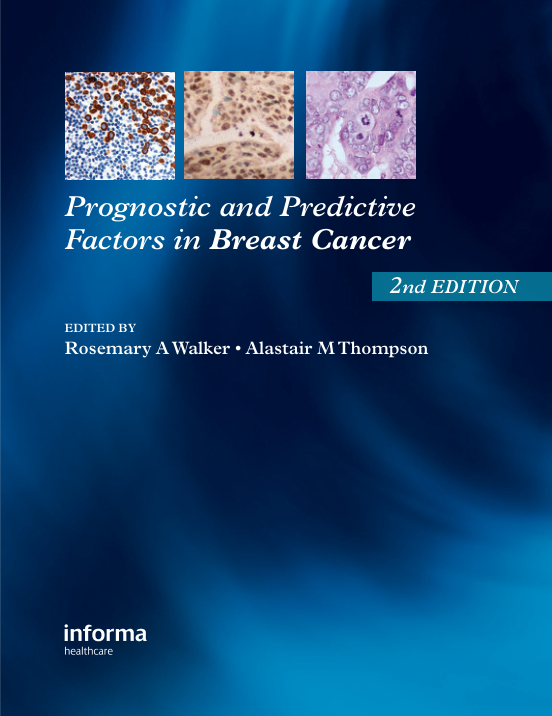 Prognostic and Predictive
Factors in Breast Cancer
2nd EDITION
EDITED BY
Rosemary A Walker • Alastair M Thompson
informa
healthcare